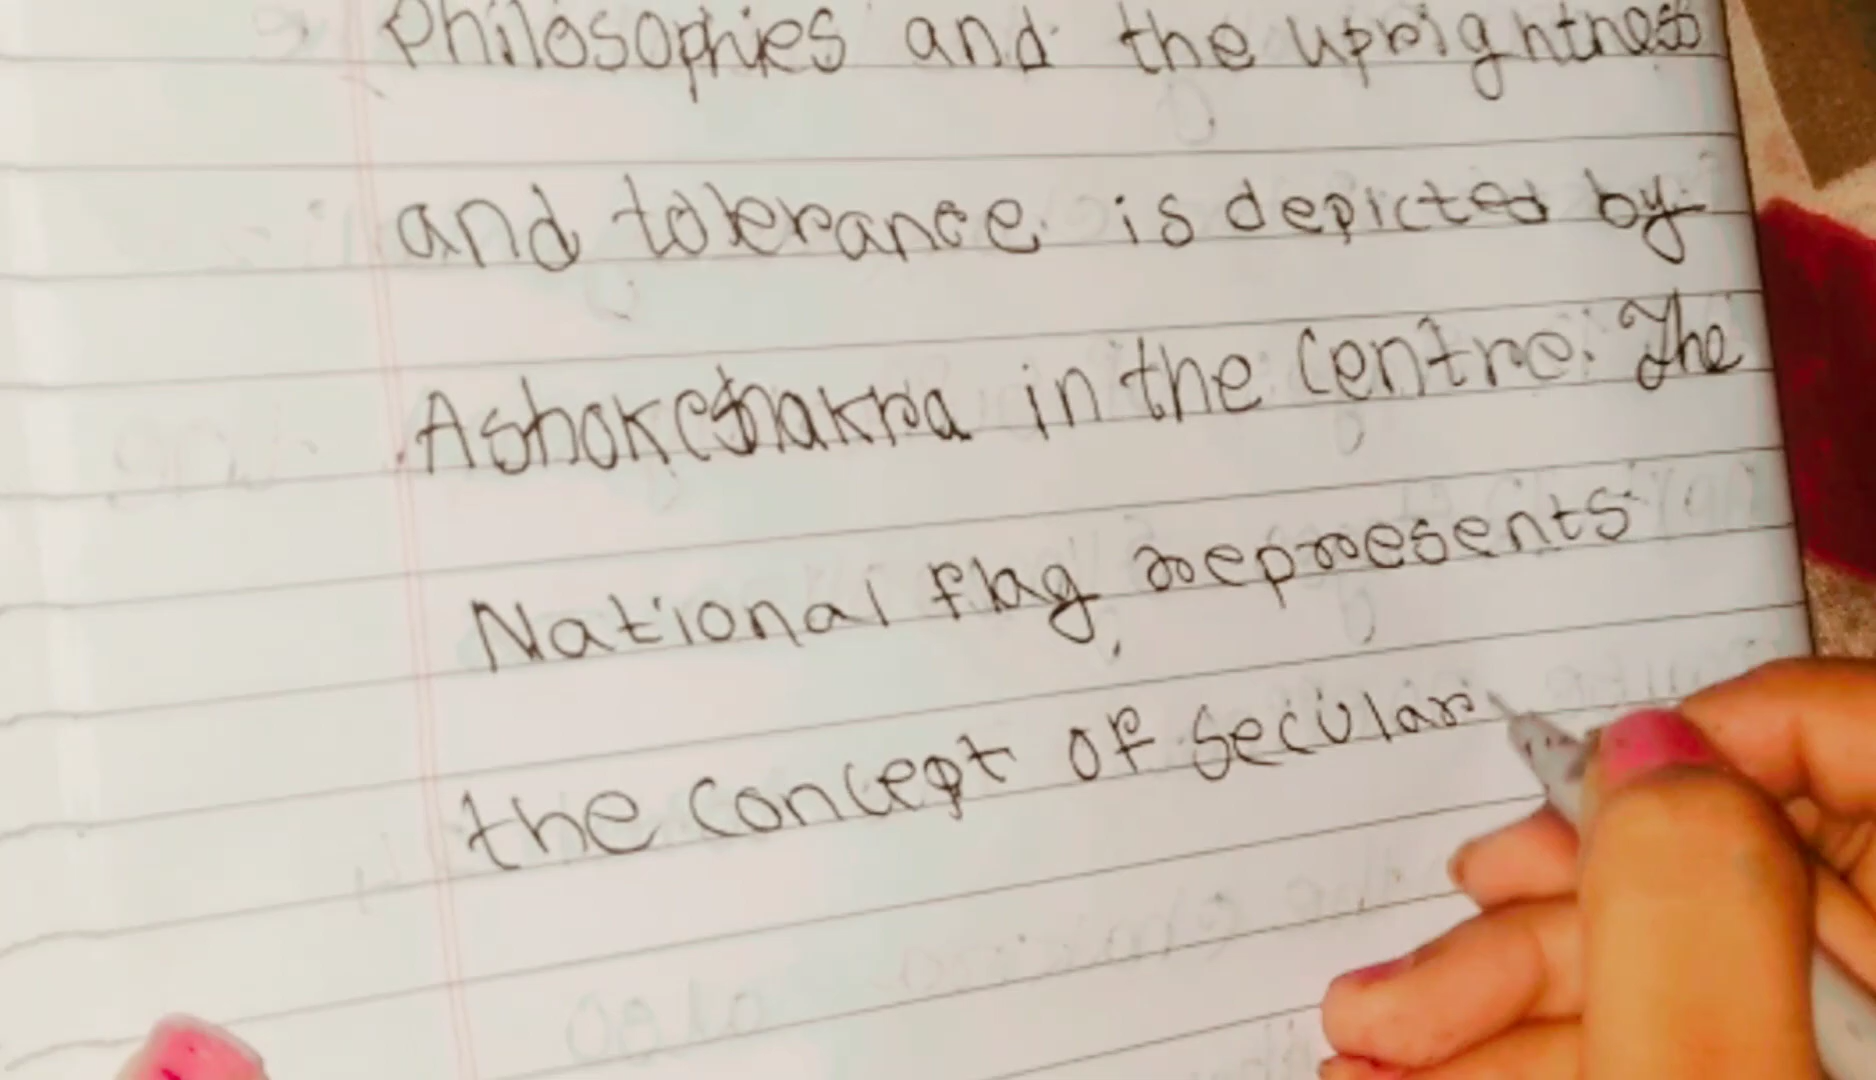 Philosophies and the uprightness
and tolerance is depicted by
Ashokchakra in the Centre. The
National flag represents
the concept of Secular